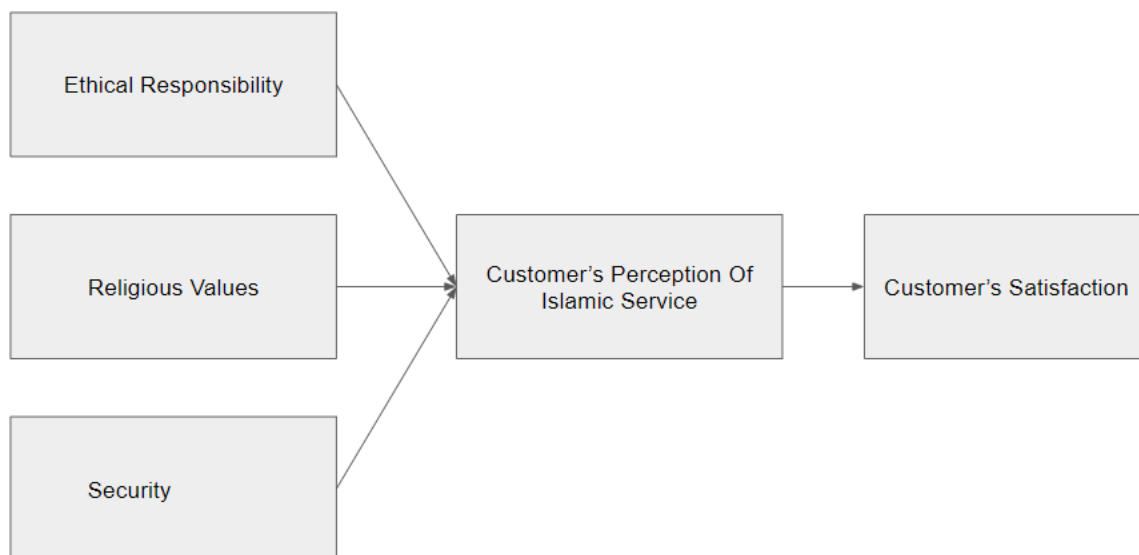 Ethical Responsibility
Religious Values
Security
Customer’s Perception Of
Islamic Service
Customer’s Satisfaction